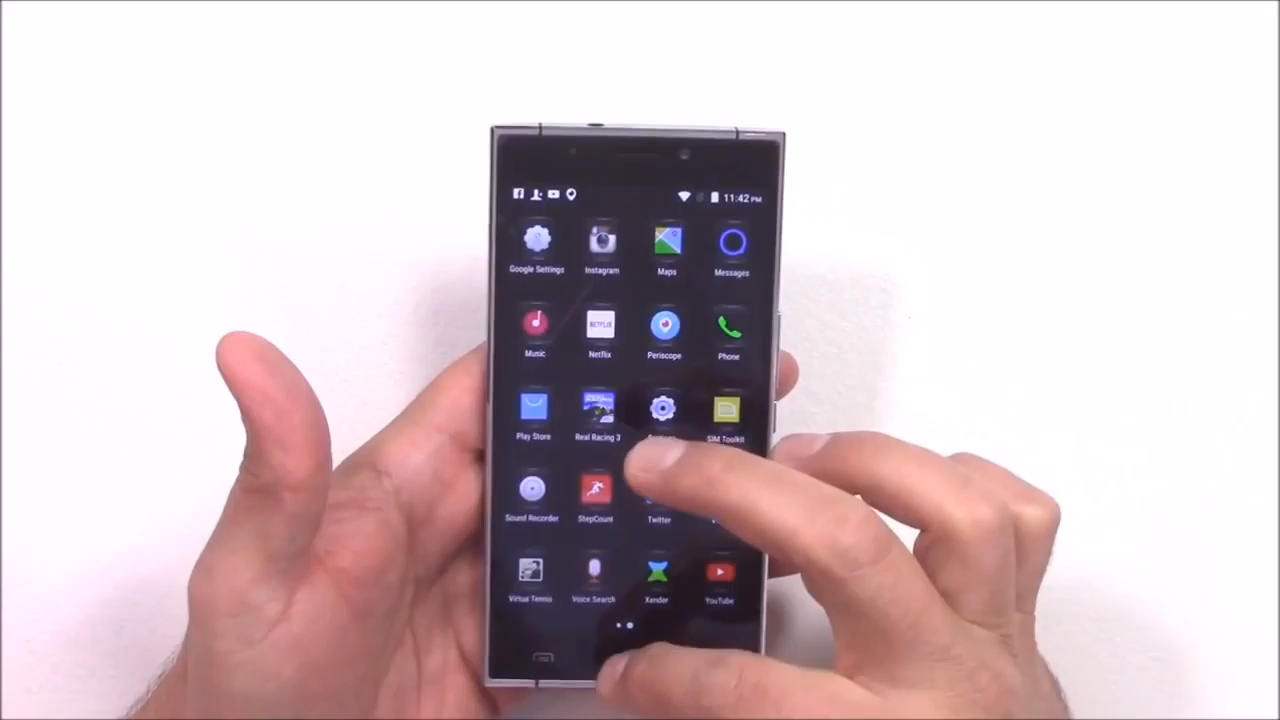 11:42 PM
Google Settings Instagram Maps Messages
NETFLIX
Music Netflix Periscope Phone
Play Store Real Racing 3 SIM Toolkit
Sound Recorder StepCount Twitter
Virtua Tennis Voice Search Xender YouTube